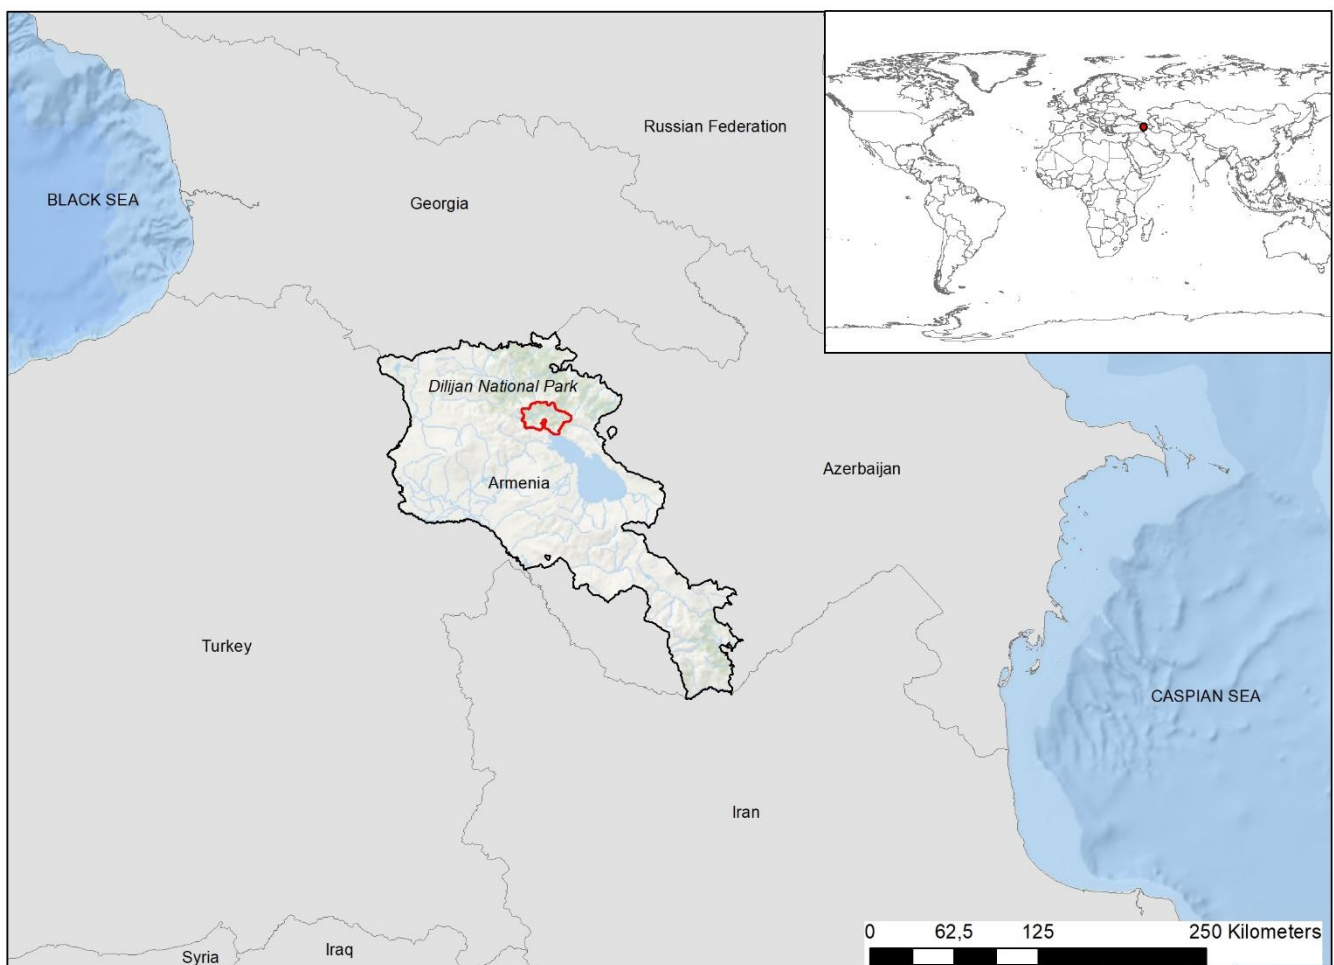 Russian Federation
BLACK SEA
Georgia
Dilijan National Park
Azerbaijan
Armenia
Turkey
CASPIAN SEA
Iran
0 62,5 125 250 Kilometers
Iraq
Syria